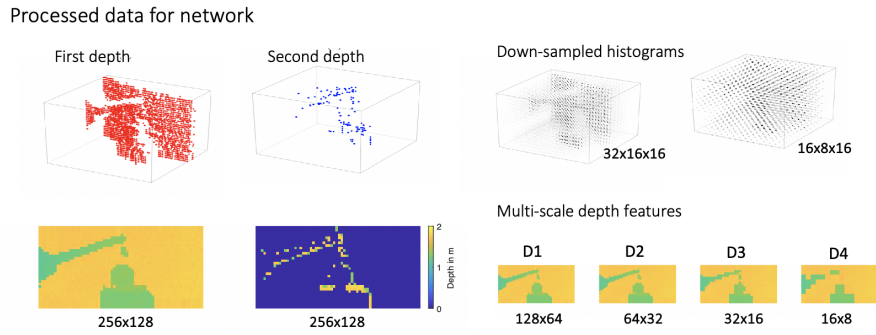 Processed data for network
First depth
Second depth
Down-sampled histograms
32x16x16
16x8x16
Multi-scale depth features
D1
D2
D3
D4
2
1
0
Depth in m
256x128
256x128
128x64
64x32
32x16
16x8